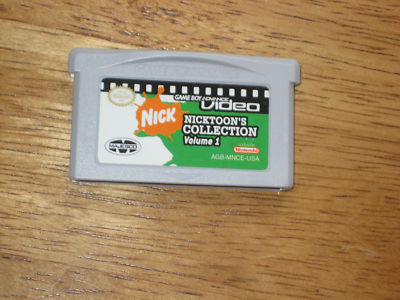 GAME BOY ADVANCE
Video
NICK
NICKTOON'S
COLLECTION
Volume 1
MAJESCO
Nintendo
AGB-MNCE-USA